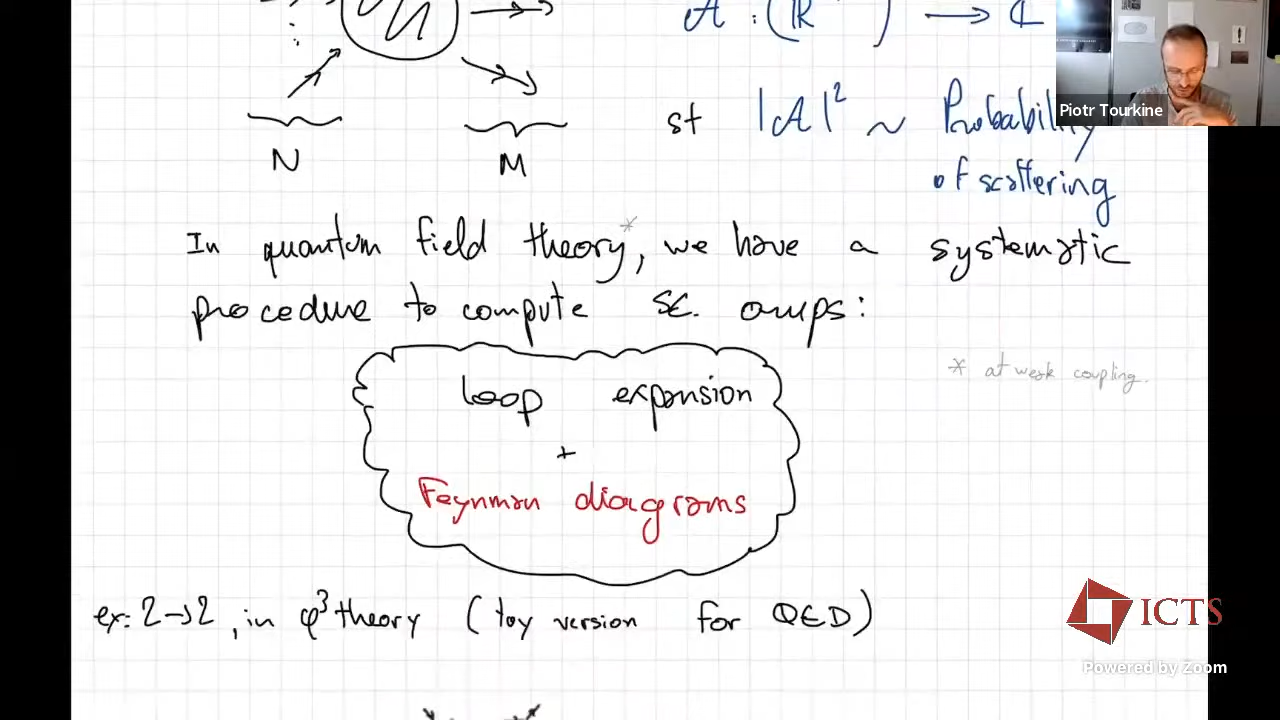 𝒜 : (ℝ ) → ℂ
Piotr Tourkine
st |𝒜|² ~ Probability
N M
of scattering
In quantum field theory*, we have a systematic
procedure to compute sc. amps:
* at weak coupling.
loop expansion
+
Feynman diagrams
ex: 2→2, in φ³ theory (toy version for QED)
ICTS
Powered by Zoom